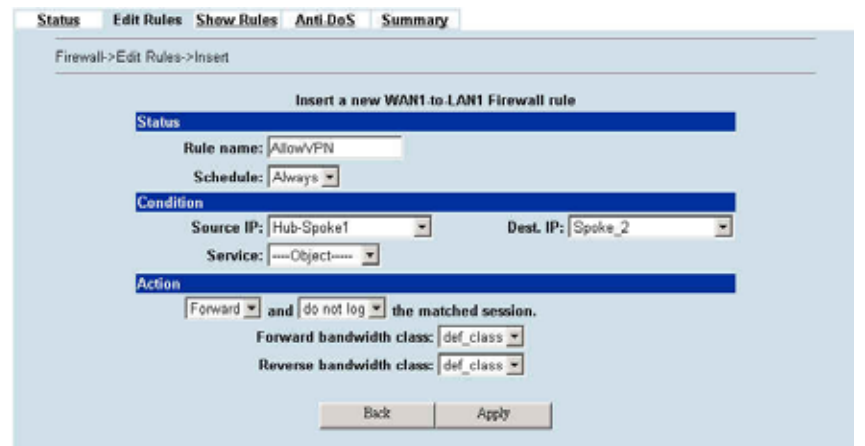 Status Edit Rules Show Rules Anti-DoS Summary
Firewall->Edit Rules->Insert
Insert a new WAN1-to-LAN1 Firewall rule
Status
Rule name: AllowVPN
Schedule: Always
Condition
Source IP: Hub-Spoke1 Dest. IP: Spoke_2
Service: ----Object-----
Action
Forward and do not log the matched session.
Forward bandwidth class: def_class
Reverse bandwidth class: def_class
Back Apply